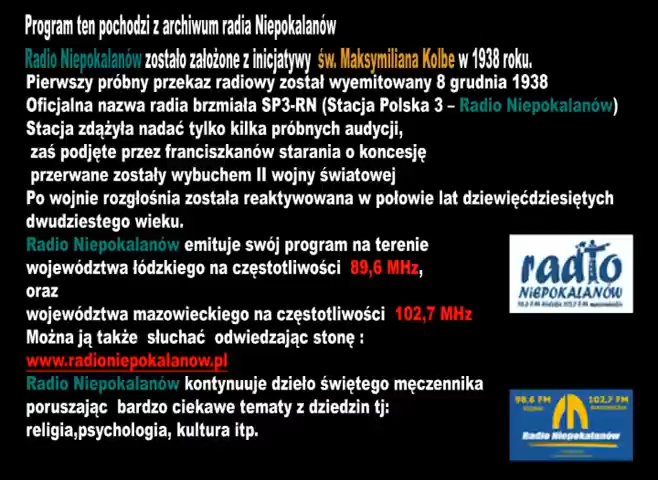 Program ten pochodzi z archiwum radia Niepokalanów
Radio Niepokalanów zostało założone z inicjatywy św. Maksymiliana Kolbe w 1938 roku.
Pierwszy próbny przekaz radiowy został wyemitowany 8 grudnia 1938
Oficjalna nazwa radia brzmiała SP3-RN (Stacja Polska 3 – Radio Niepokalanów)
Stacja zdążyła nadać tylko kilka próbnych audycji,
zaś podjęte przez franciszkanów starania o koncesję
przerwane zostały wybuchem II wojny światowej
Po wojnie rozgłośnia została reaktywowana w połowie lat dziewięćdziesiętych
dwudziestego wieku.
Radio Niepokalanów emituje swój program na terenie
województwa łódzkiego na częstotliwości 89,6 MHz,
oraz
województwa mazowieckiego na częstotliwości 102,7 MHz
Można ją także słuchać odwiedzając stonę :
www.radioniepokalanow.pl
Radio Niepokalanów kontynuuje dzieło świętego męczennika
poruszając bardzo ciekawe tematy z dziedzin tj:
religia,psychologia, kultura itp.
radio
NIEPOKALANÓW
98,6 FM 102,7 FM
Radio Niepokalanów